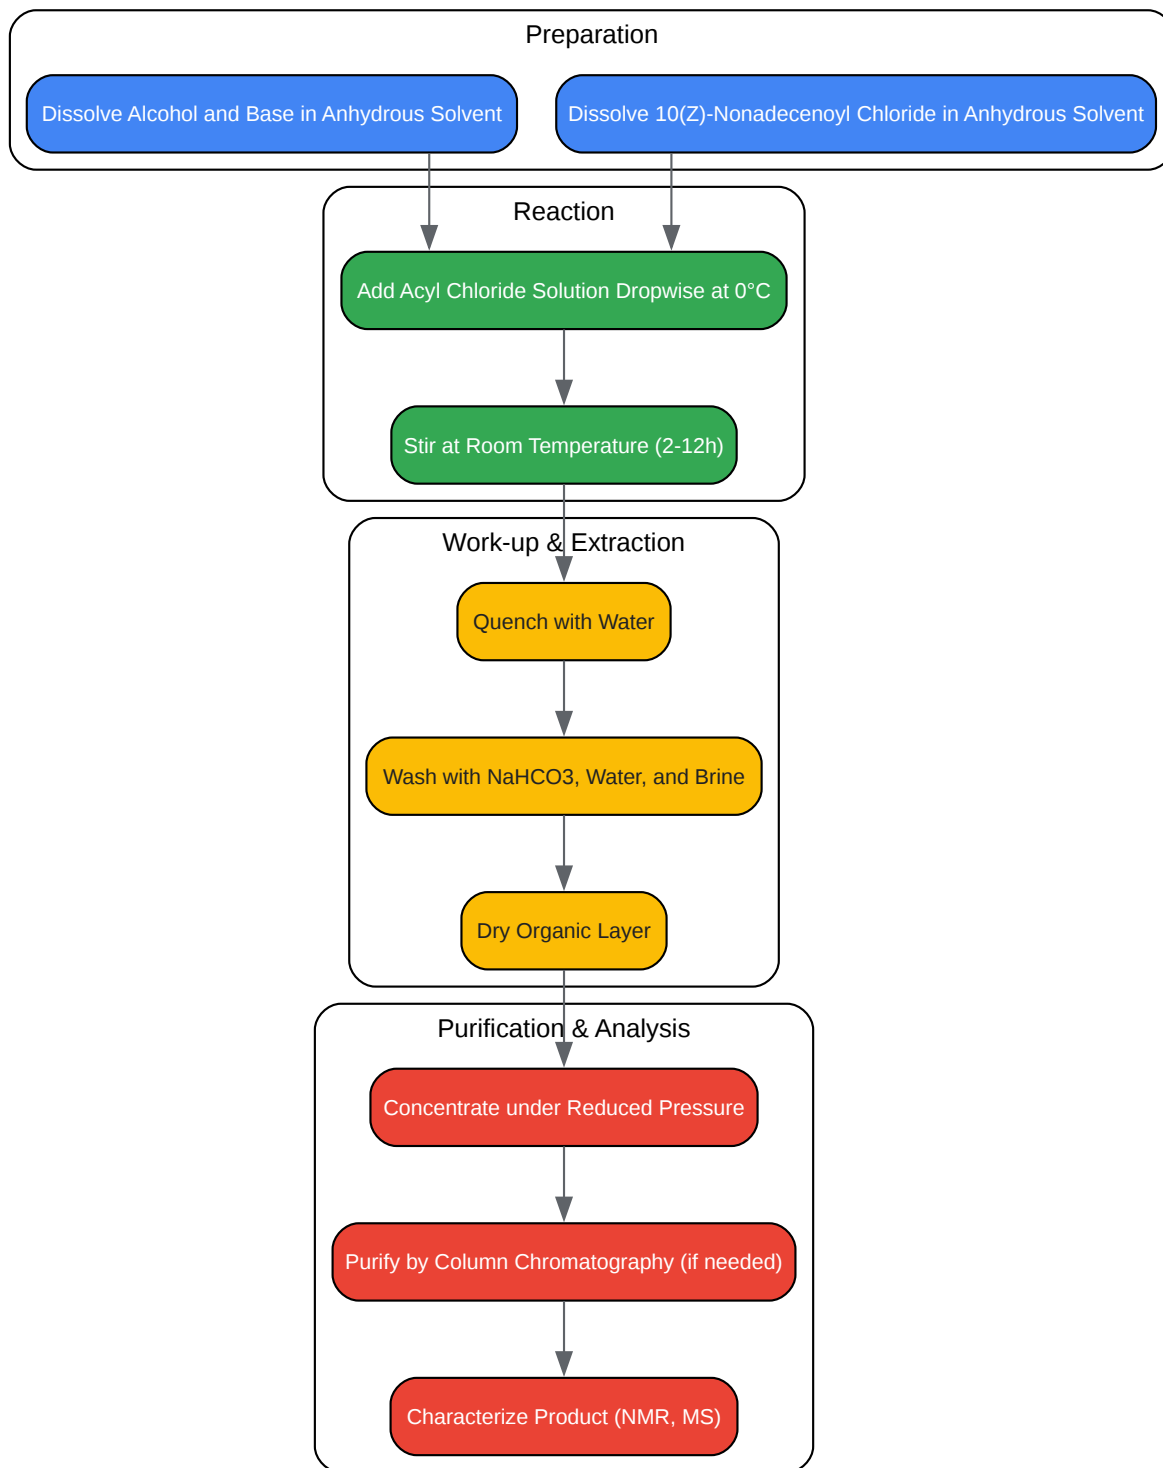 Preparation
Dissolve Alcohol and Base in Anhydrous Solvent
Dissolve 10(Z)-Nonadecenoyl Chloride in Anhydrous Solvent
Reaction
Add Acyl Chloride Solution Dropwise at 0°C
Stir at Room Temperature (2-12h)
Work-up & Extraction
Quench with Water
Wash with NaHCO3, Water, and Brine
Dry Organic Layer
Purification & Analysis
Concentrate under Reduced Pressure
Purify by Column Chromatography (if needed)
Characterize Product (NMR, MS)